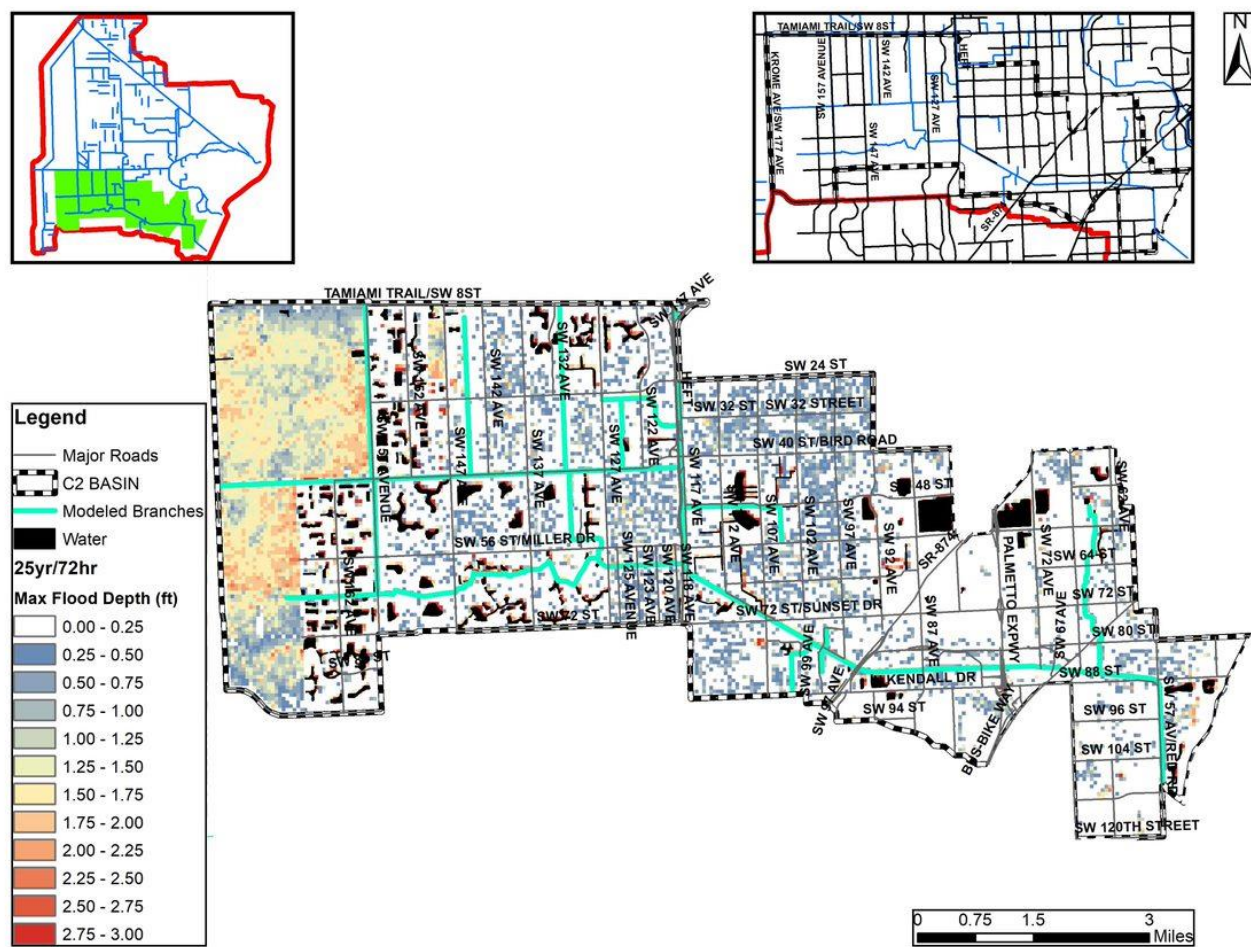 TAMIAMI TRAIL/SW 8ST
KROME AVE/SW 177 AVE
SW 157 AVENUE
SW 142 AVE
SW 147 AVE
SW 127 AVE
HEFT
N
TAMIAMI TRAIL/SW 8ST
SW 142 AVE
SW 147 AVE
SW 137 AVE
SW 132 AVE
SW 127 AVE
SW 122 AVE
HEFT
SW 117 AVE
SW 24 ST
SW 32 ST
SW 32 STREET
SW 40 ST/BIRD ROAD
SW 56 ST/MILLER DR
SW 72 ST
SW 125 AVENUE
SW 123 AVE
SW 120 AVE
SW 118 AVE
SW 107 AVE
SW 102 AVE
SW 97 AVE
SW 92 AVE
48 ST
SR-874
SW 87 AVE
PALMETTO EXPWY
SW 72 AVE
SW 67 AVE
SW 64 ST
SW 72 ST
SW 80 ST
SW 72 ST/SUNSET DR
SW 99 AVE
KENDALL DR
SW 88 ST
SW 94 ST
SW 96 ST
SW 104 ST
SW 57 AV/RED RD
SW 120TH STREET
Legend
Major Roads
C2 BASIN
Modeled Branches
Water
25yr/72hr
Max Flood Depth (ft)
0.00 - 0.25
0.25 - 0.50
0.50 - 0.75
0.75 - 1.00
1.00 - 1.25
1.25 - 1.50
1.50 - 1.75
1.75 - 2.00
2.00 - 2.25
2.25 - 2.50
2.50 - 2.75
2.75 - 3.00
0 0.75 1.5 3
Miles